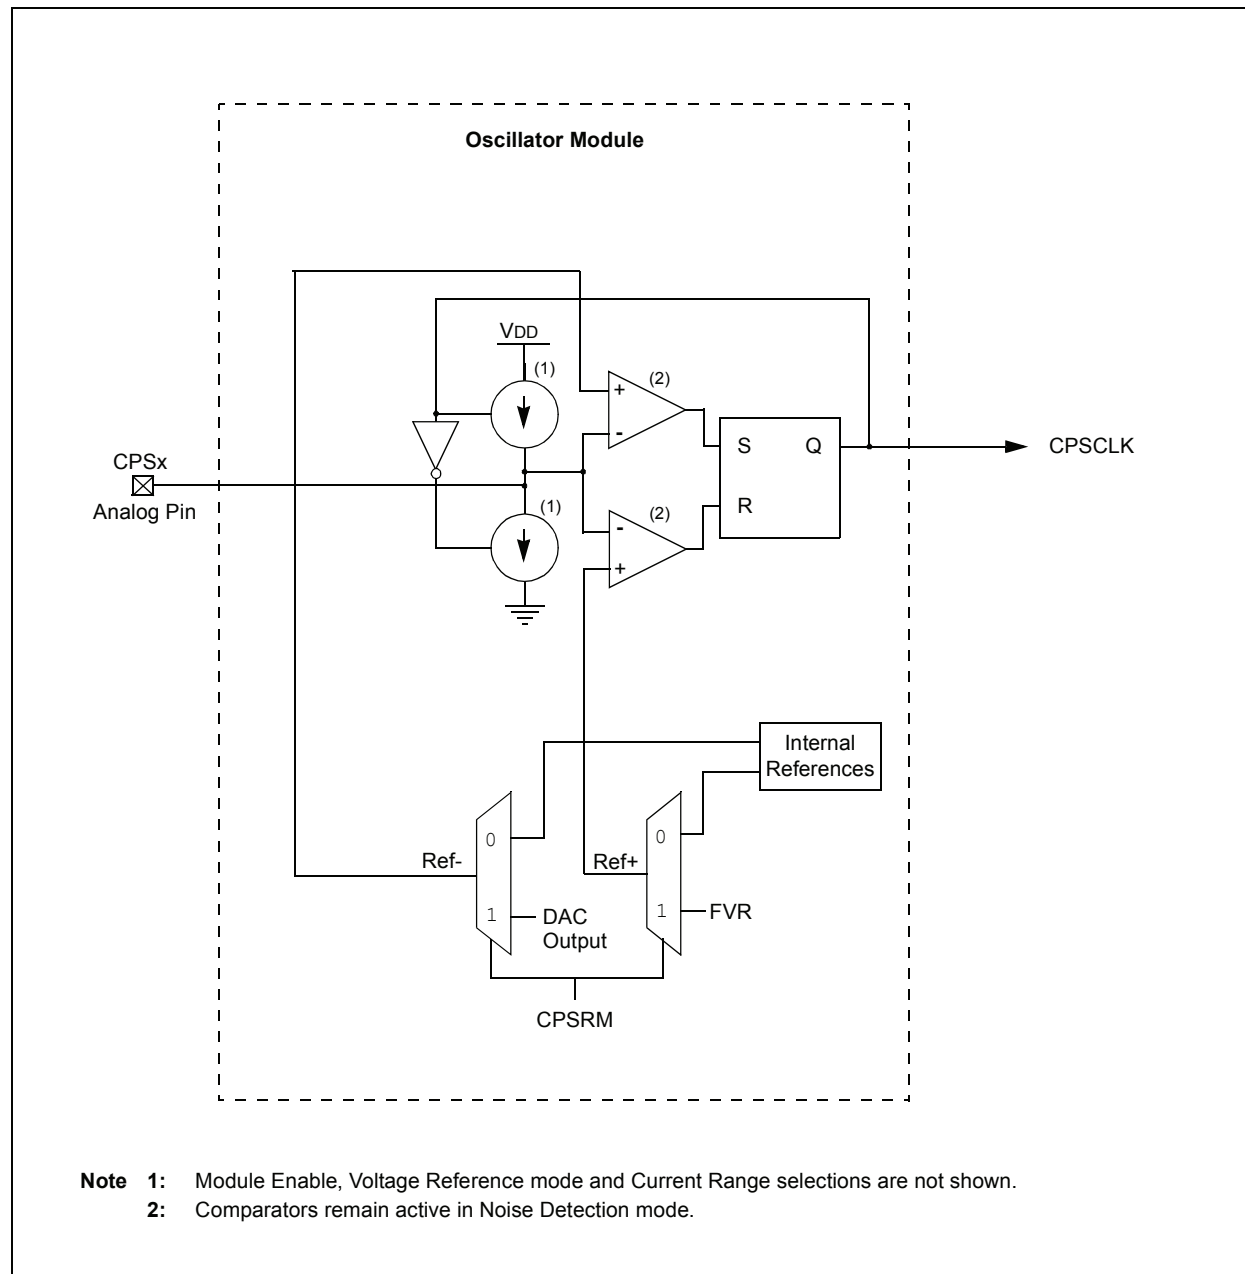 Oscillator Module
VDD
(1)
(2)
+
-
S Q
CPSCLK
CPSx
Analog Pin
(1)
(2)
R
-
+
Internal
References
0
0
Ref-
Ref+
1
DAC
Output
1
FVR
CPSRM
Note 1: Module Enable, Voltage Reference mode and Current Range selections are not shown.
2: Comparators remain active in Noise Detection mode.